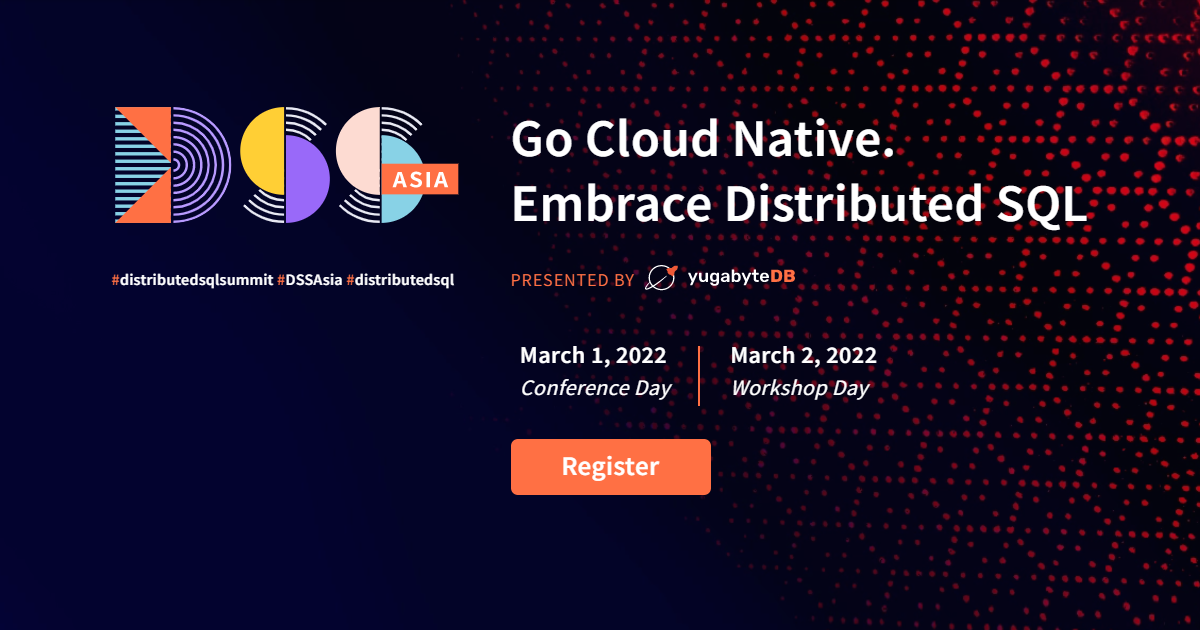 DSS
ASIA
#distributedsqlsummit #DSSAsia #distributedsql
Go Cloud Native.
Embrace Distributed SQL
PRESENTED BY yugabyteDB
March 1, 2022
Conference Day
March 2, 2022
Workshop Day
Register